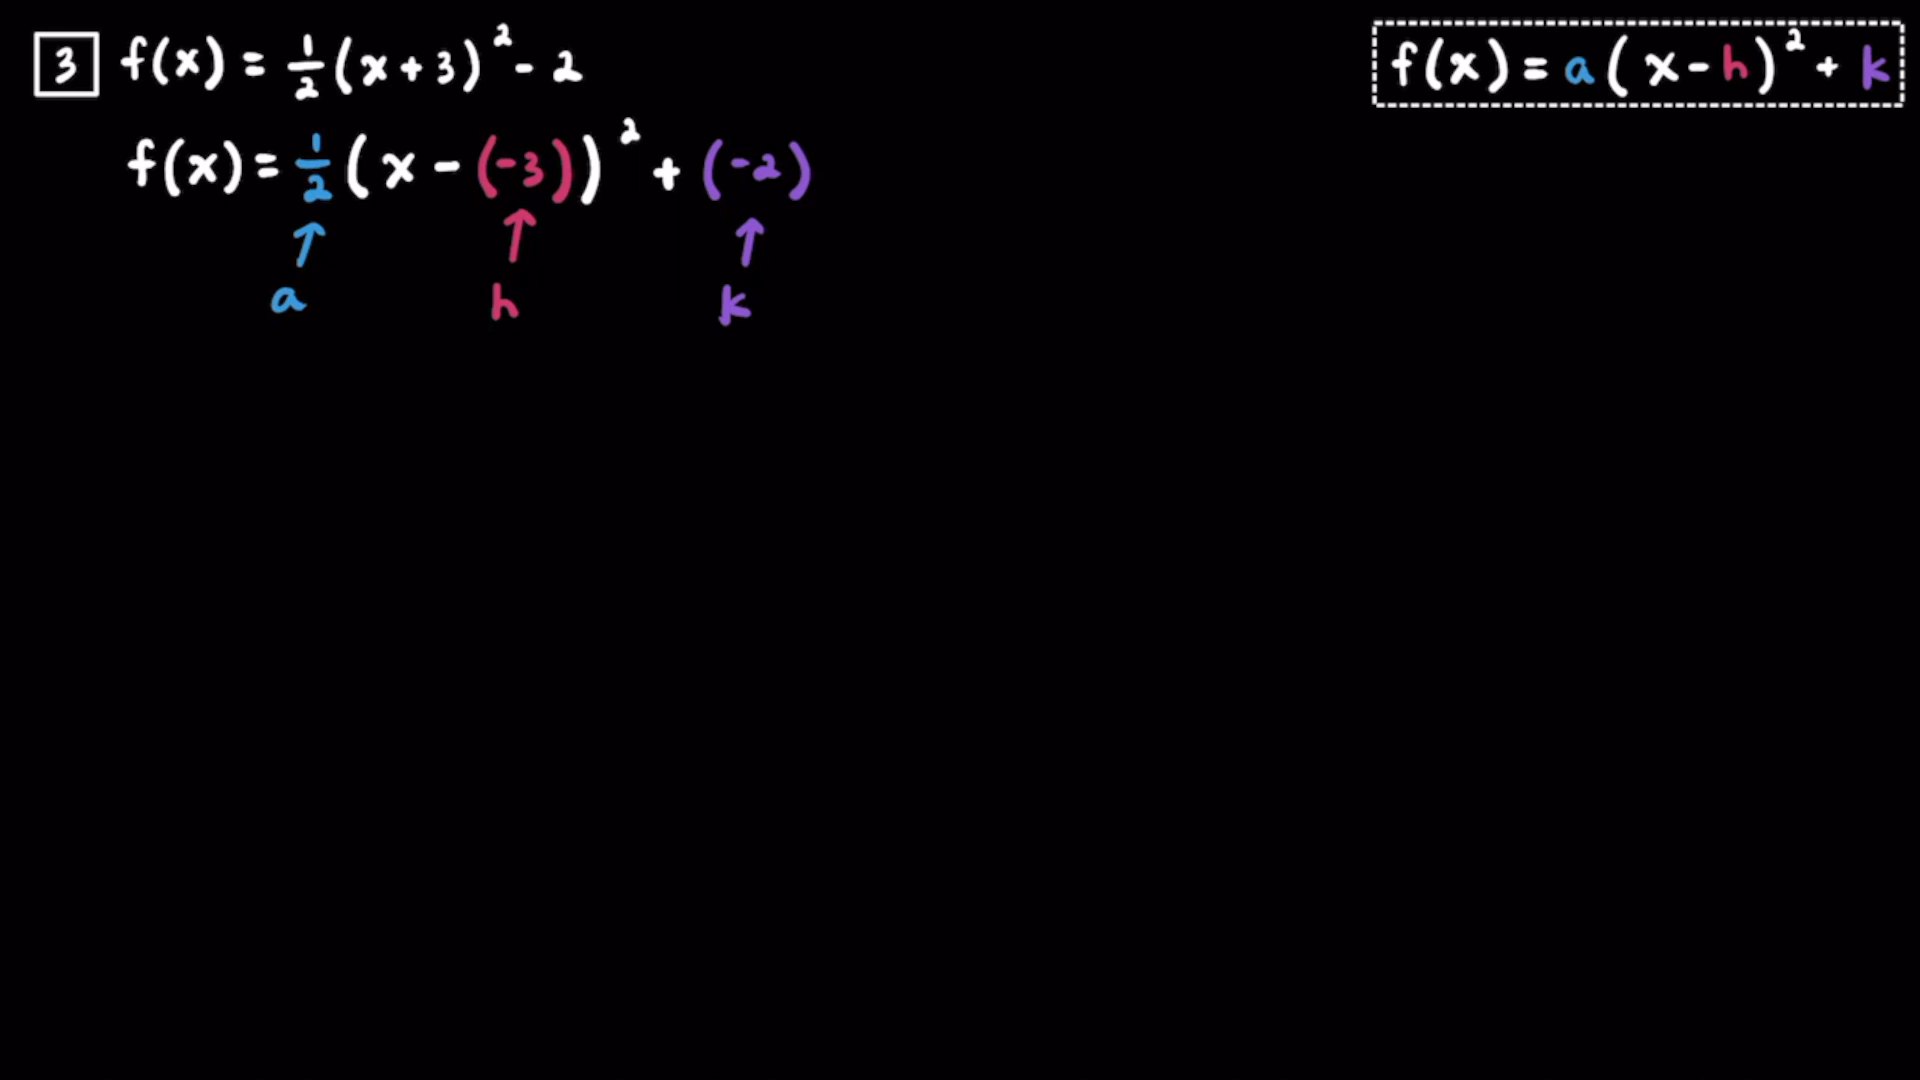 3 f(x) = 1/2 (x + 3)² - 2
f(x) = a(x - h)² + k
f(x) = 1/2 (x - (-3))² + (-2)
a h k